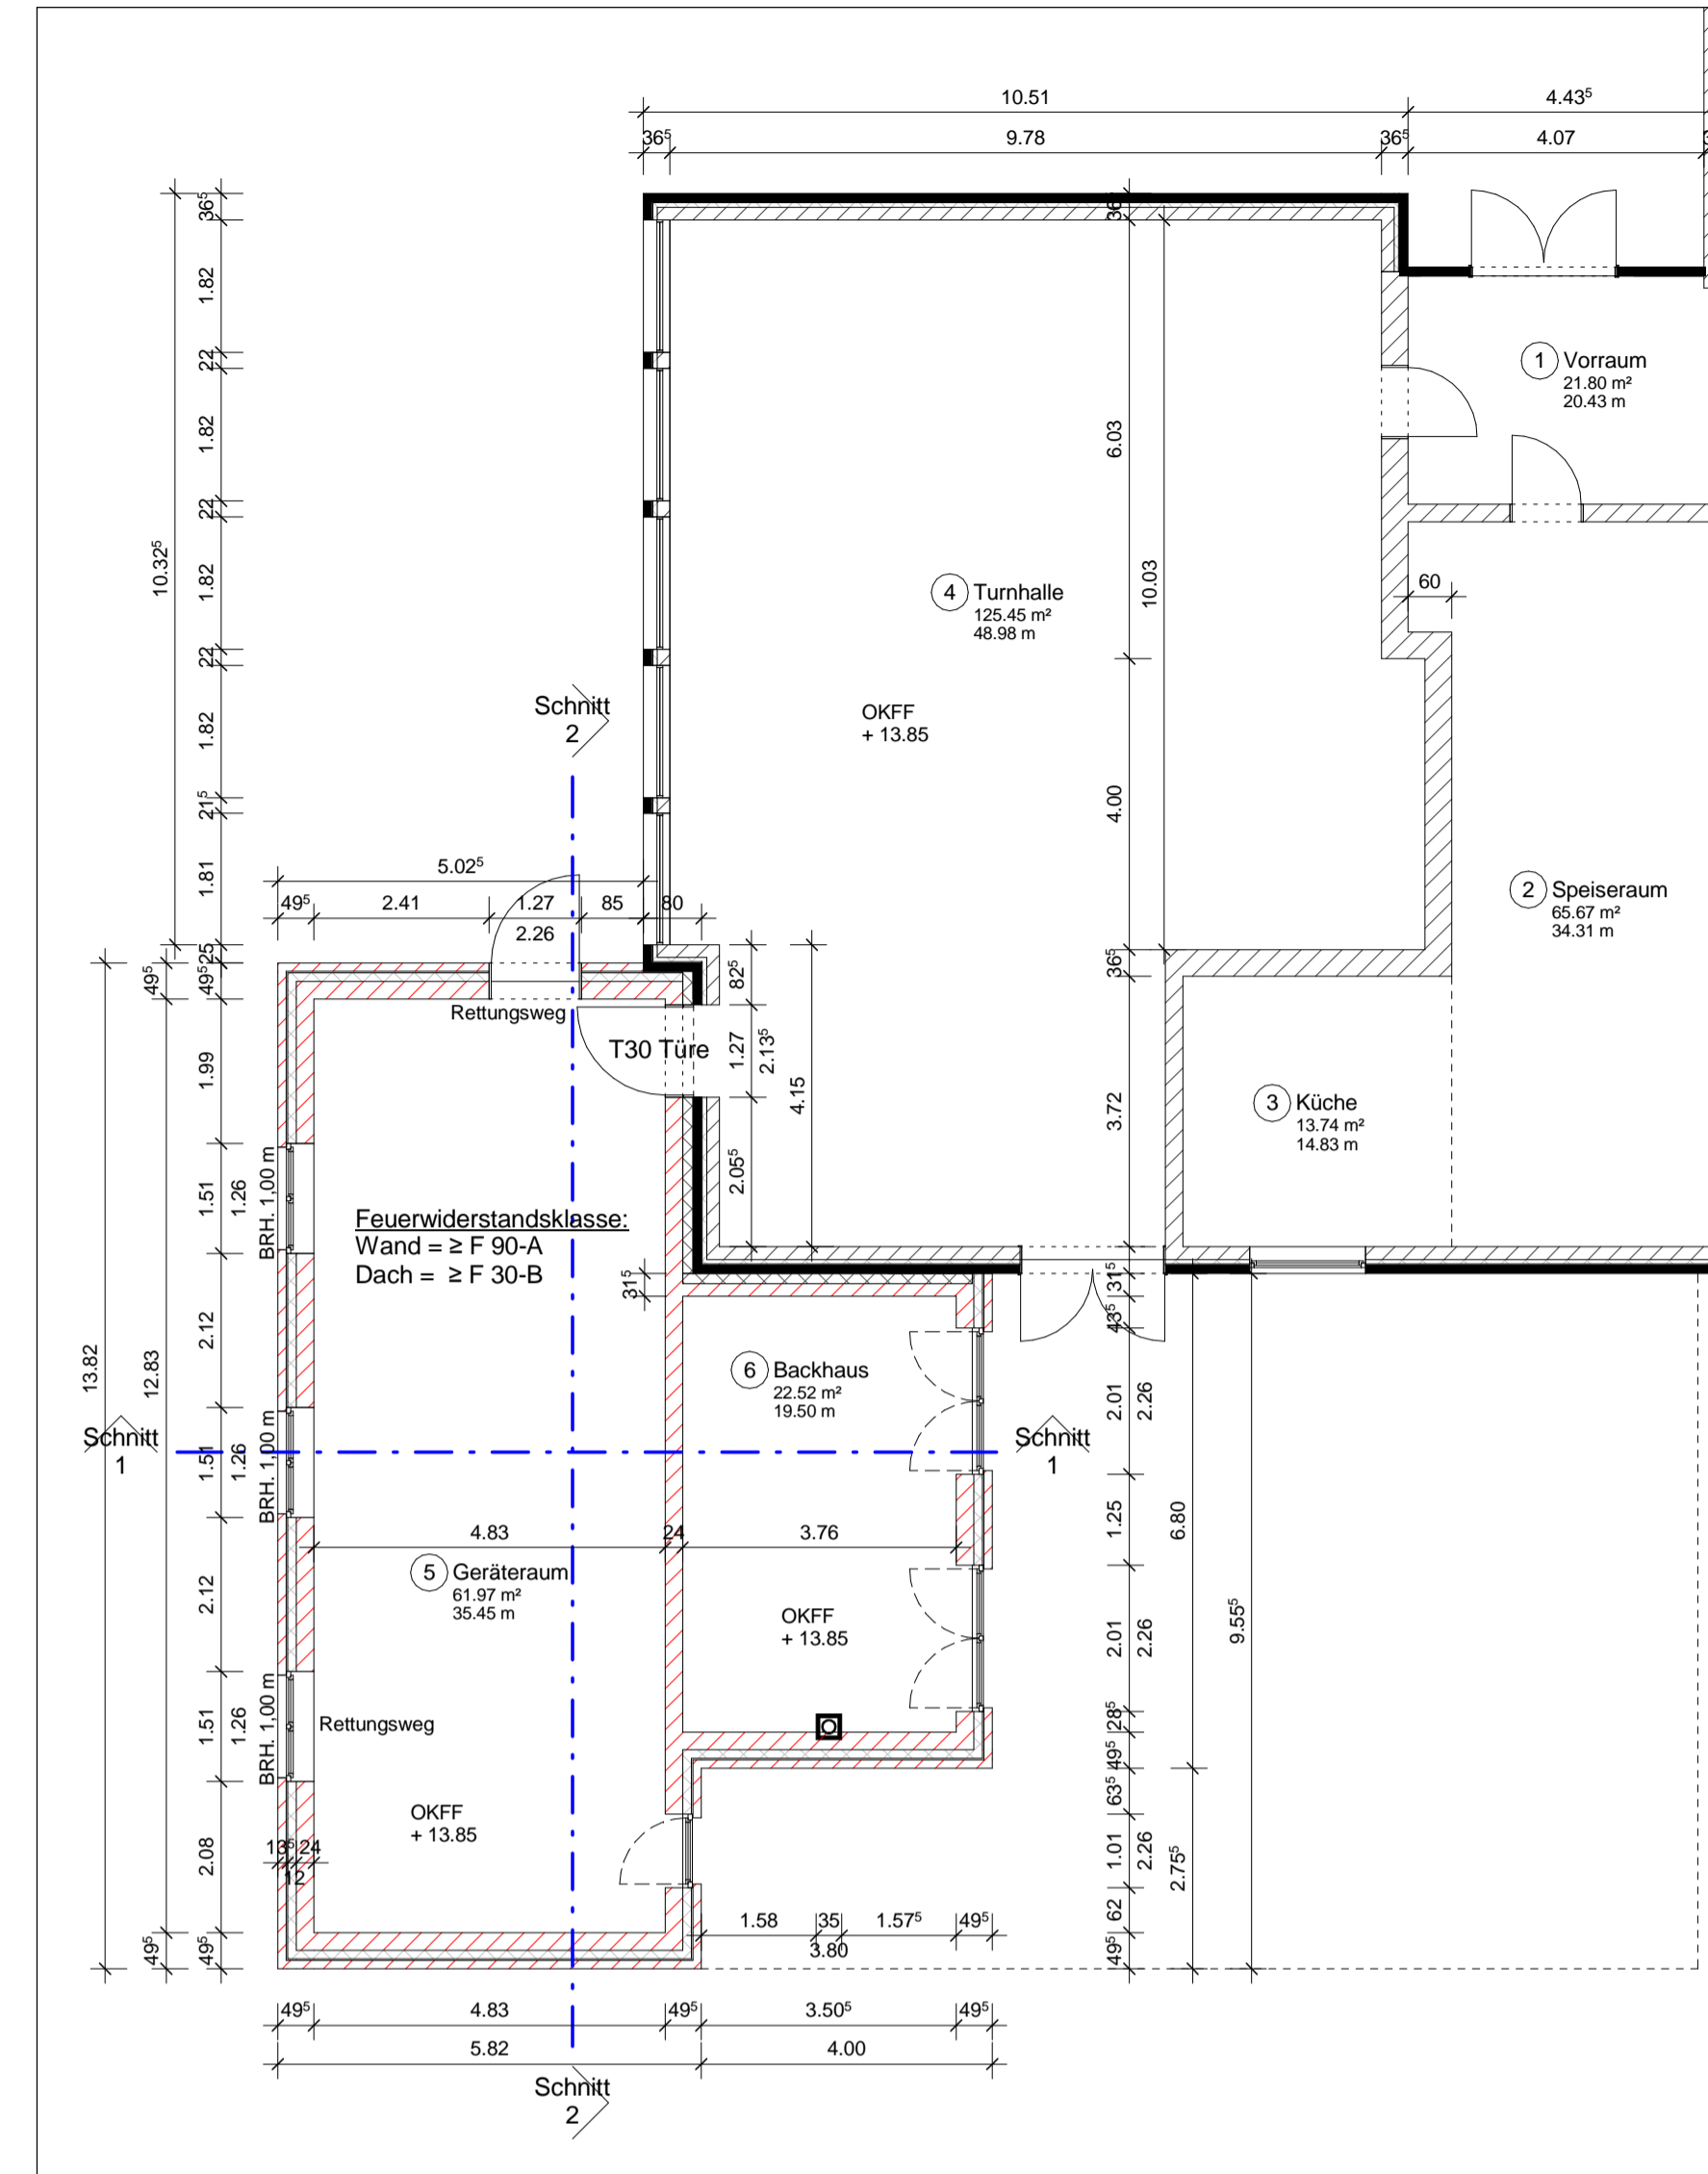 10.51
4.43⁵
36⁵
9.78
36⁵
4.07
36⁵
1.82
22
1.82
22
1.82
22
1.82
21⁵
1.81
25
10.32⁵
36⁵
6.03
10.03
4.00
36⁵
3.72
1 Vorraum
21.80 m²
20.43 m
60
4 Turnhalle
125.45 m²
48.98 m
OKFF
+ 13.85
Schnitt
2
2 Speiseraum
65.67 m²
34.31 m
5.02⁵
49⁵
2.41
1.27
85
80
2.26
82⁵
1.27
2.13⁵
4.15
2.05⁵
Rettungsweg
T30 Türe
3 Küche
13.74 m²
14.83 m
49⁵
49⁵
1.99
1.51
1.26
BRH. 1,00 m
2.12
1.51
1.26
BRH. 1,00 m
2.12
1.51
1.26
BRH. 1,00 m
2.08
49⁵
49⁵
13.82
12.83
Feuerwiderstandsklasse:
Wand = ≥ F 90-A
Dach = ≥ F 30-B
31⁵
31⁵
43⁵
2.01
2.26
1.25
2.01
2.26
28⁵
49⁵
63⁵
1.01
2.26
62
49⁵
6.80
9.55⁵
2.75⁵
6 Backhaus
22.52 m²
19.50 m
Schnitt
1
Schnitt
1
4.83
24
3.76
5 Geräteraum
61.97 m²
35.45 m
OKFF
+ 13.85
Rettungsweg
OKFF
+ 13.85
13⁵
24
12
1.58
35
1.57⁵
49⁵
3.80
49⁵
4.83
49⁵
3.50⁵
49⁵
5.82
4.00
Schnitt
2